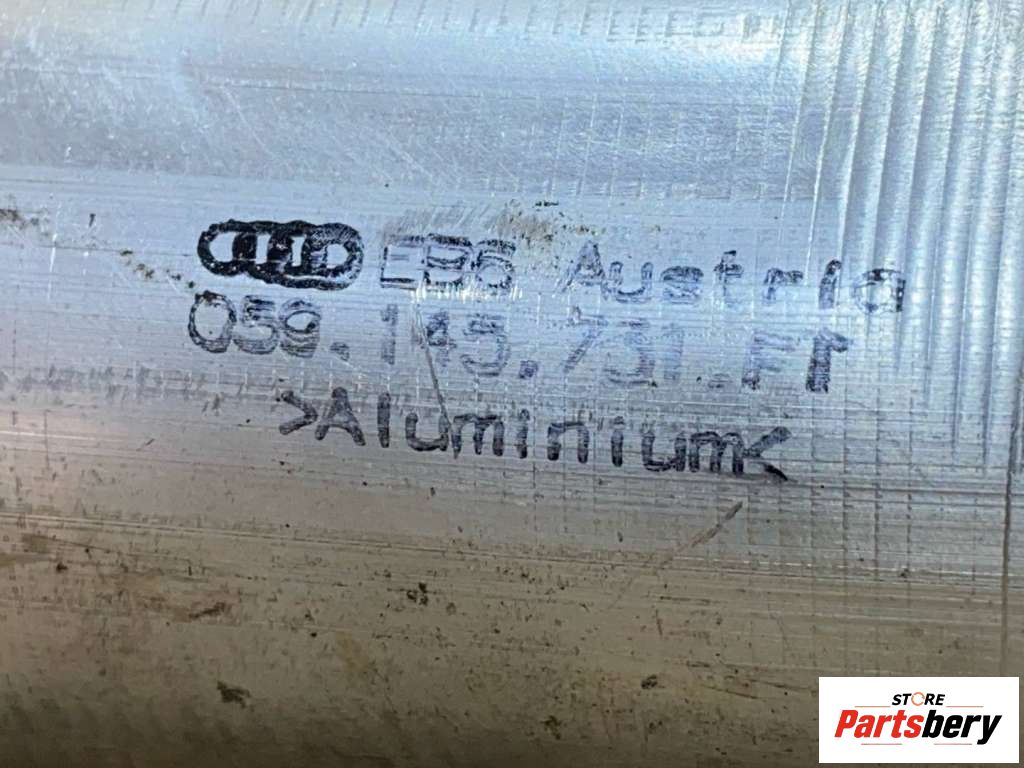 EB6 Austria
059.145.731.FT
>Aluminium<
STORE
Partsbery